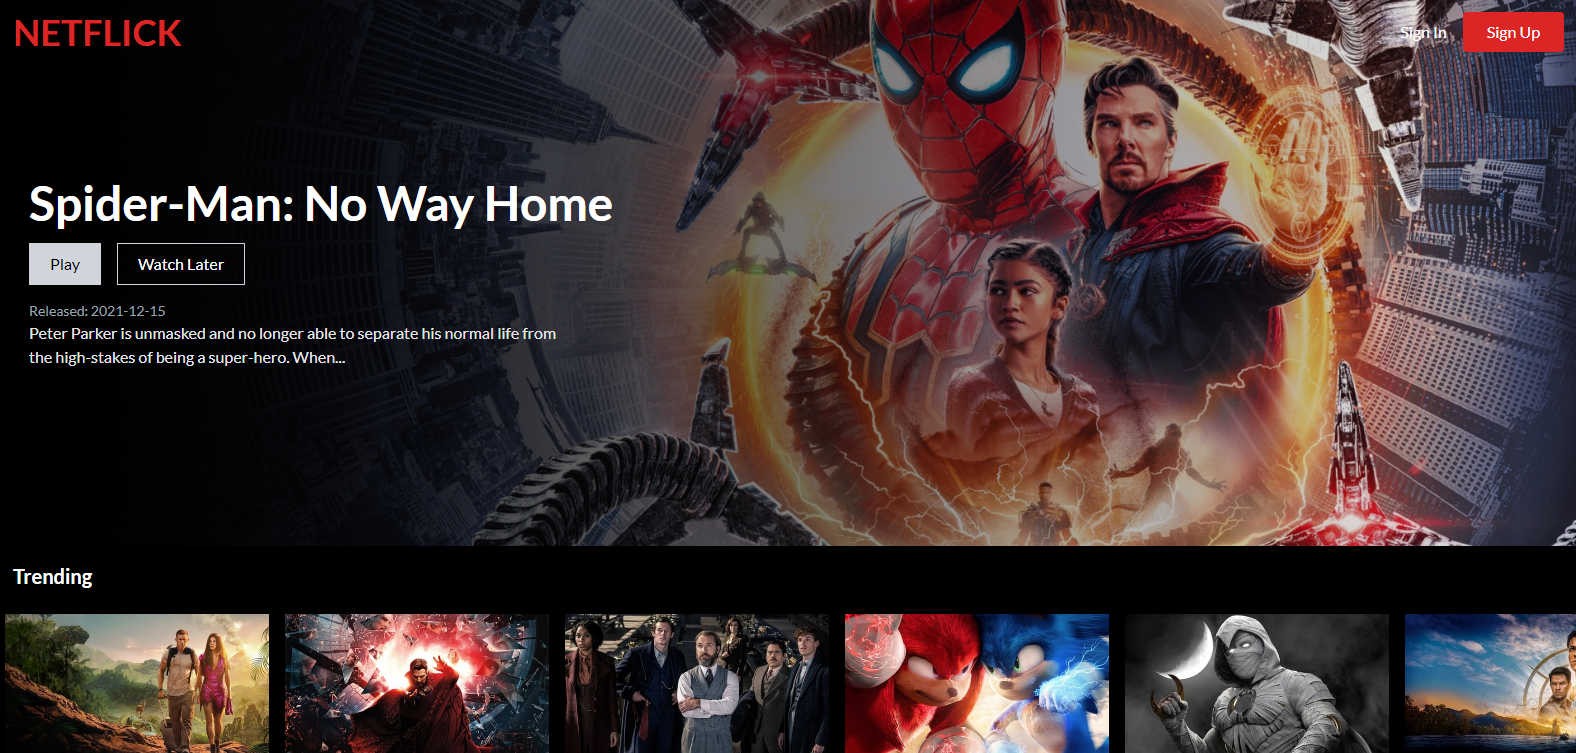 NETFLICK
Sign In
Sign Up
Spider-Man: No Way Home
Play
Watch Later
Released: 2021-12-15
Peter Parker is unmasked and no longer able to separate his normal life from
the high-stakes of being a super-hero. When...
Trending